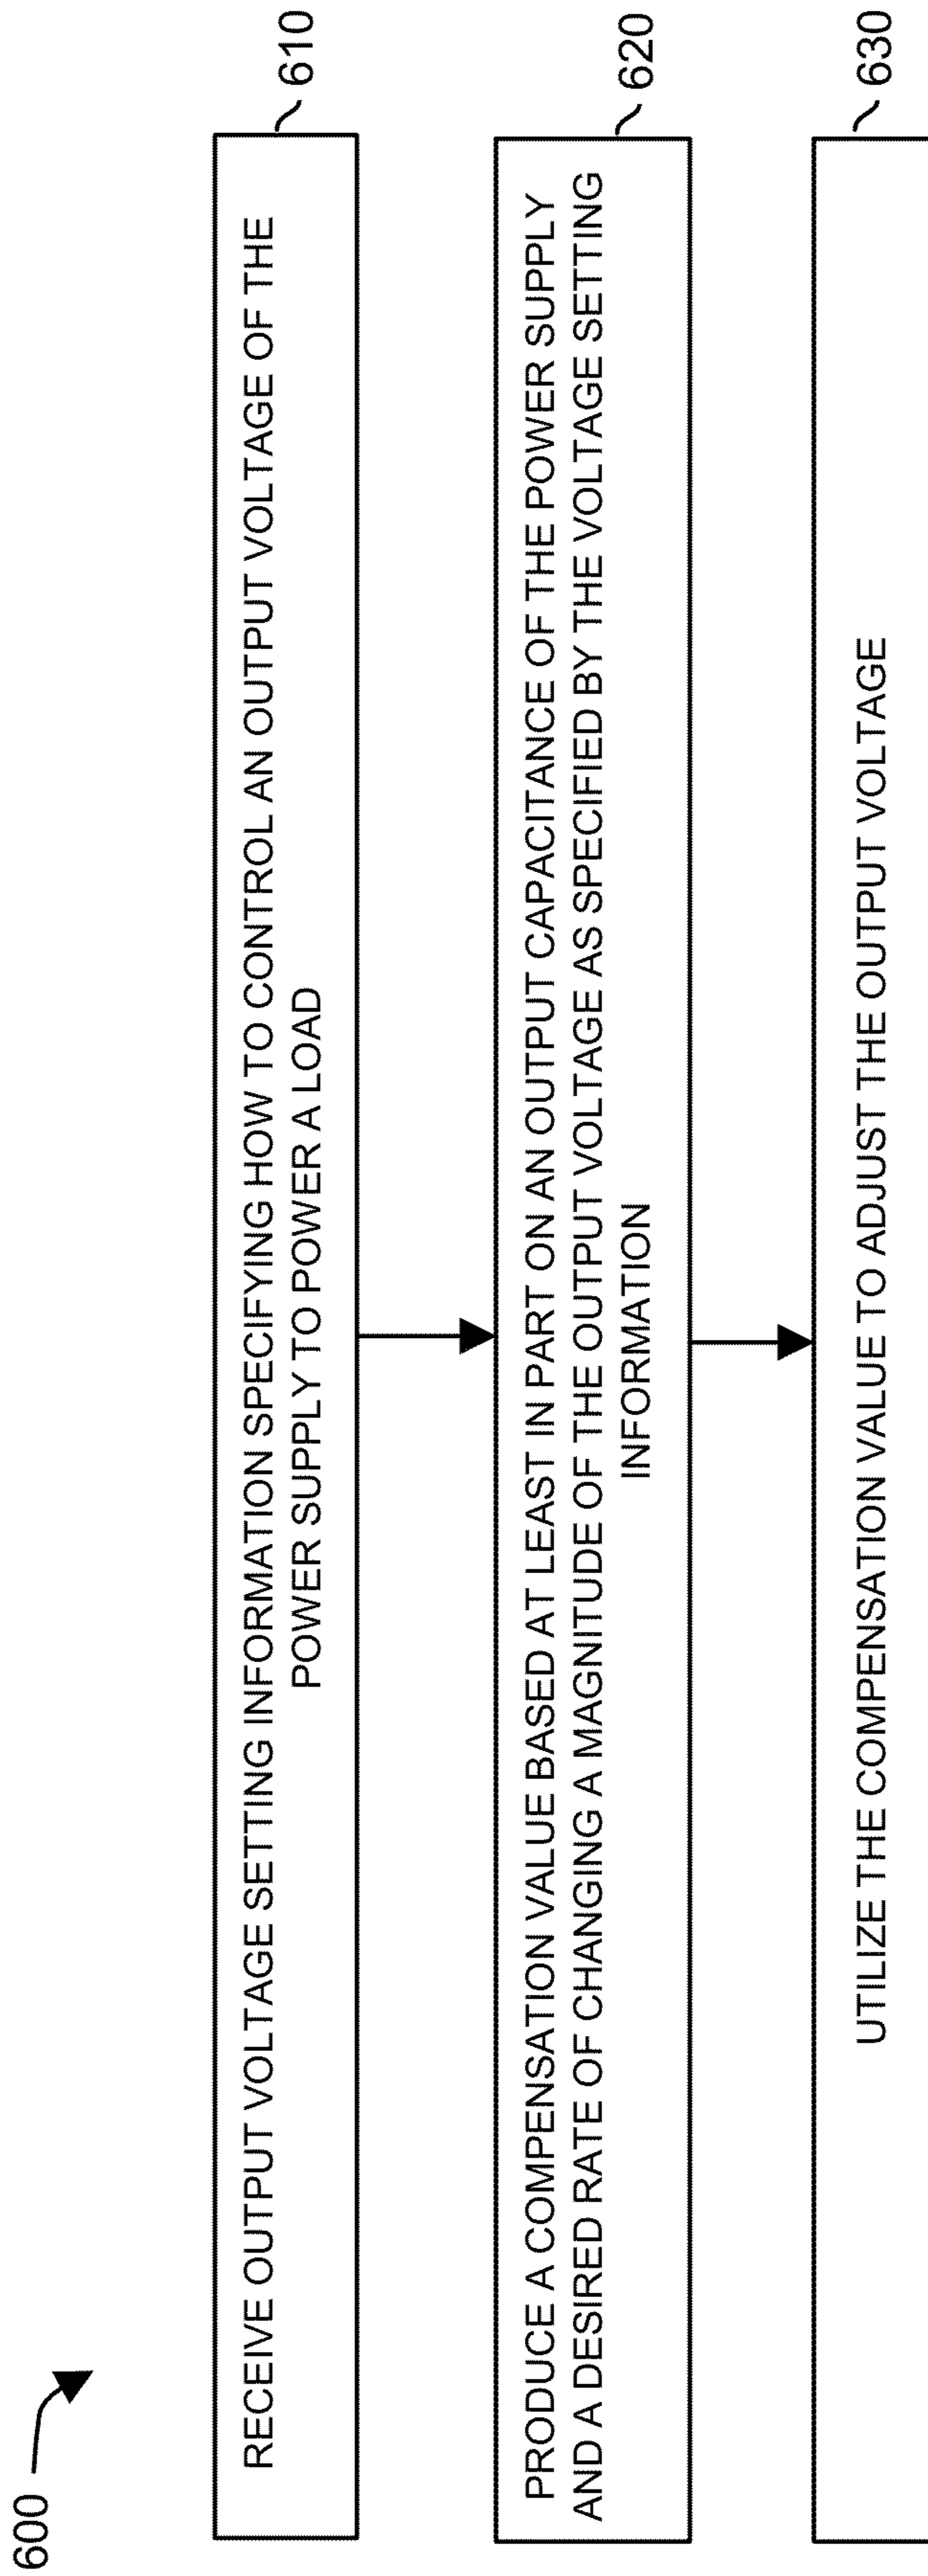 600
RECEIVE OUTPUT VOLTAGE SETTING INFORMATION SPECIFYING HOW TO CONTROL AN OUTPUT VOLTAGE OF THE
POWER SUPPLY TO POWER A LOAD
610
PRODUCE A COMPENSATION VALUE BASED AT LEAST IN PART ON AN OUTPUT CAPACITANCE OF THE POWER SUPPLY
AND A DESIRED RATE OF CHANGING A MAGNITUDE OF THE OUTPUT VOLTAGE AS SPECIFIED BY THE VOLTAGE SETTING
INFORMATION
620
UTILIZE THE COMPENSATION VALUE TO ADJUST THE OUTPUT VOLTAGE
630